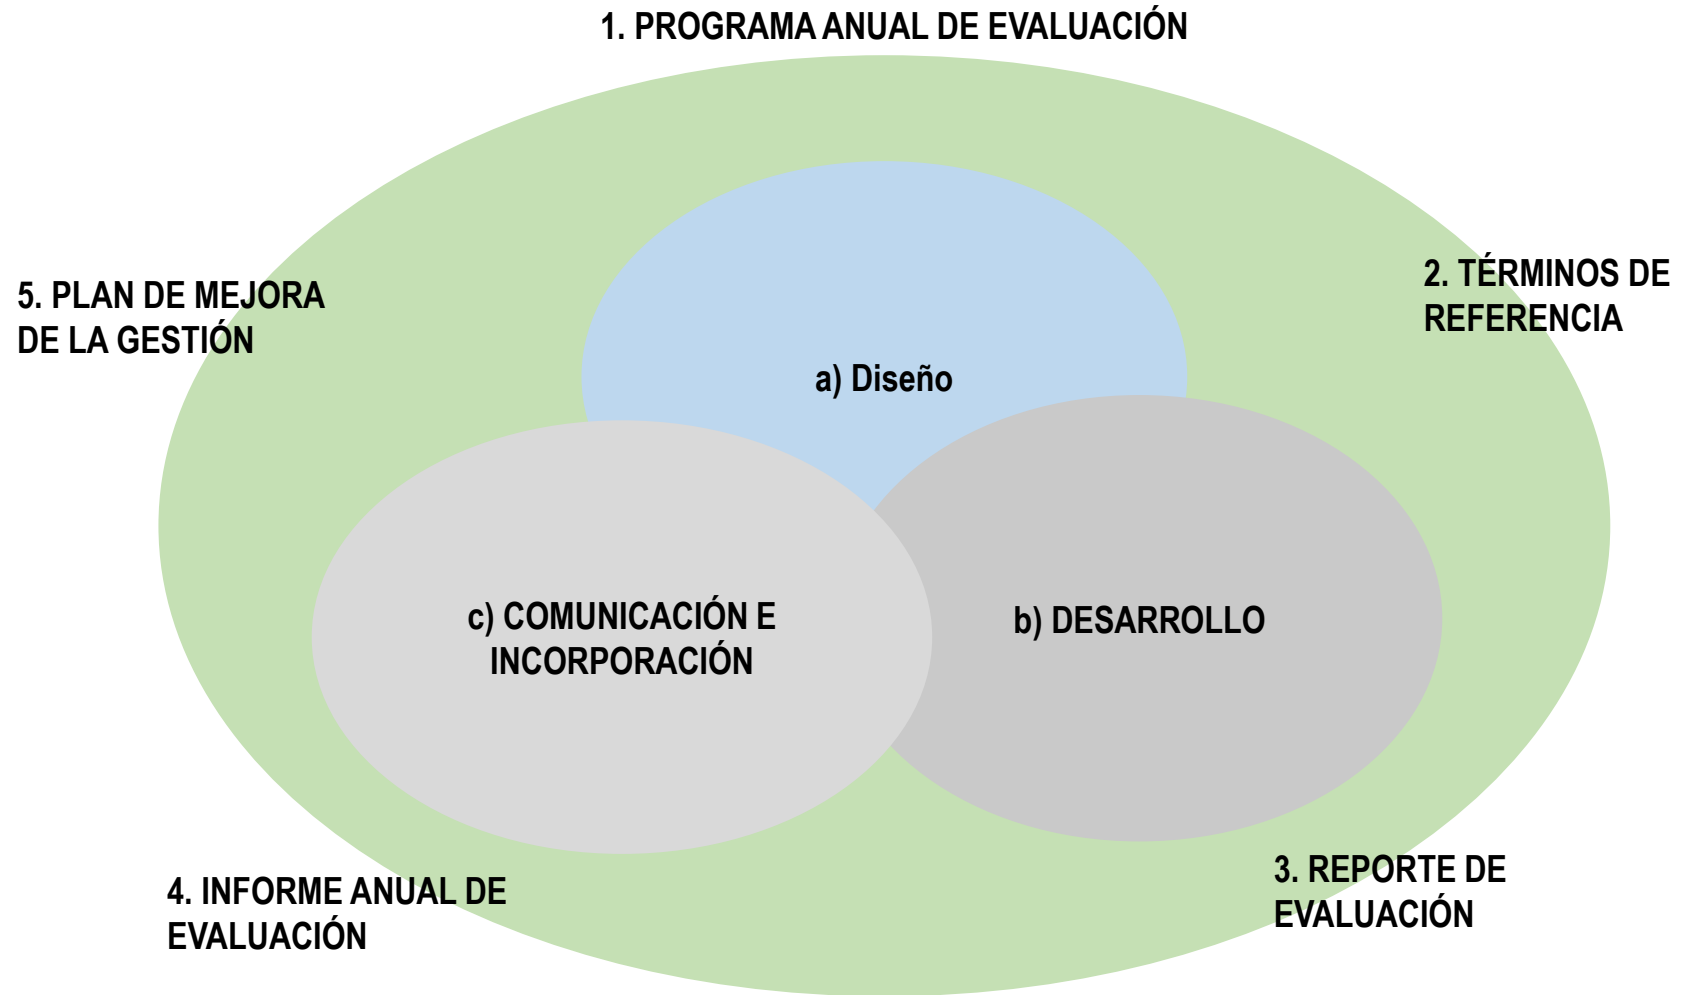 1. PROGRAMA ANUAL DE EVALUACIÓN
2. TÉRMINOS DE
REFERENCIA
5. PLAN DE MEJORA
DE LA GESTIÓN
a) Diseño
c) COMUNICACIÓN E
INCORPORACIÓN
b) DESARROLLO
3. REPORTE DE
EVALUACIÓN
4. INFORME ANUAL DE
EVALUACIÓN